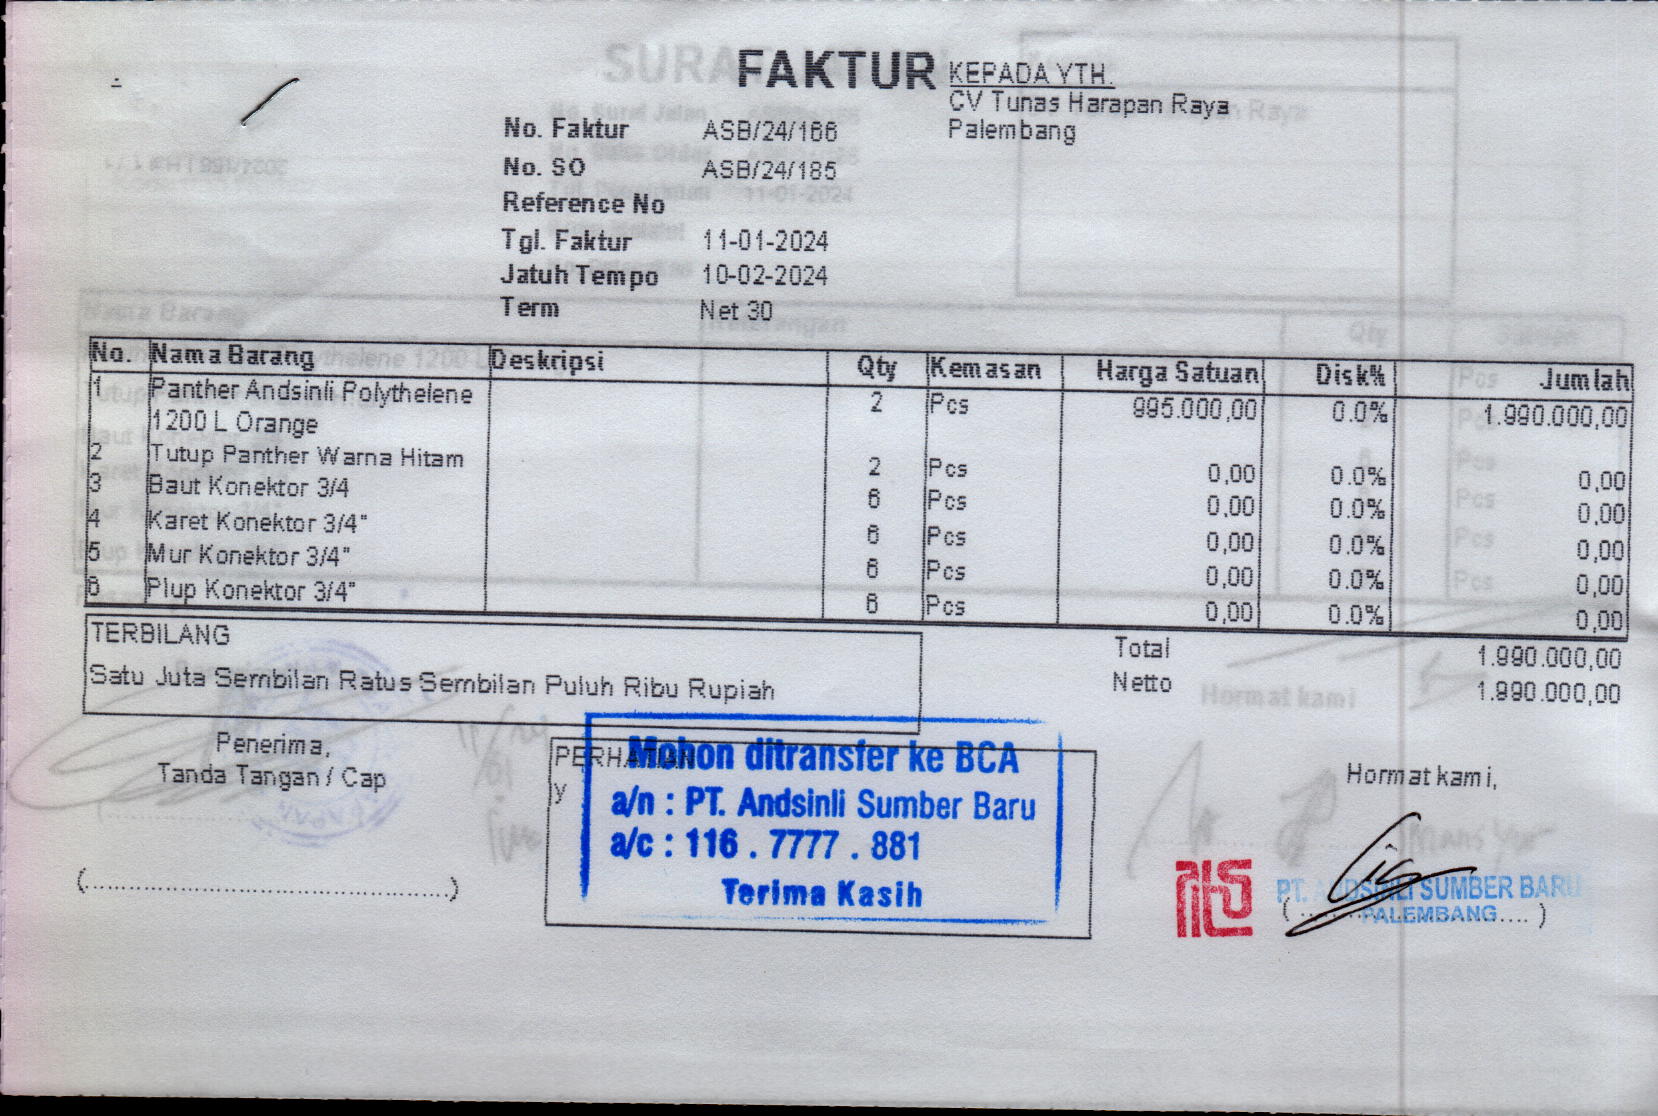 FAKTUR
KEPADA YTH.
CV Tunas Harapan Raya
Palembang
No. Faktur ASB/24/166
No. SO ASB/24/185
Reference No
Tgl. Faktur 11-01-2024
Jatuh Tempo 10-02-2024
Term Net 30
No. Nama Barang Deskripsi Qty Kemasan Harga Satuan Disk% Jumlah
1 Panther Andsinli Polythelene 2 Pcs 995.000,00 0.0% 1.990.000,00
1200 L Orange
2 Tutup Panther Warna Hitam 2 Pcs 0,00 0.0% 0,00
3 Baut Konektor 3/4 6 Pcs 0,00 0.0% 0,00
4 Karet Konektor 3/4" 6 Pcs 0,00 0.0% 0,00
5 Mur Konektor 3/4" 6 Pcs 0,00 0.0% 0,00
6 Plup Konektor 3/4" 6 Pcs 0,00 0.0% 0,00
TERBILANG
Satu Juta Sembilan Ratus Sembilan Puluh Ribu Rupiah
Total 1.990.000,00
Netto 1.990.000,00
Penerima,
Tanda Tangan / Cap
(..........................................)
PERHATIAN
y
Mohon ditransfer ke BCA
a/n : PT. Andsinli Sumber Baru
a/c : 116 . 7777 . 881
Terima Kasih
Hormat kami,
PT. ANDSINLI SUMBER BARU
PALEMBANG